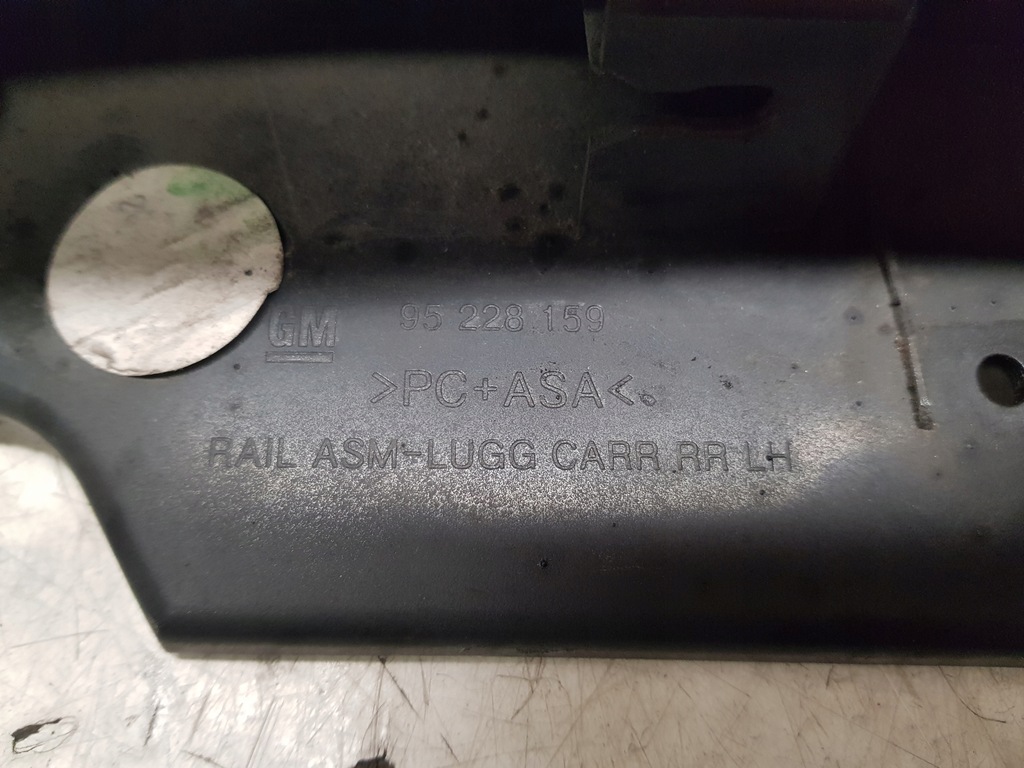 GM 95 228 159
>PC+ASA<
RAIL ASM-LUGG CARR RR LH